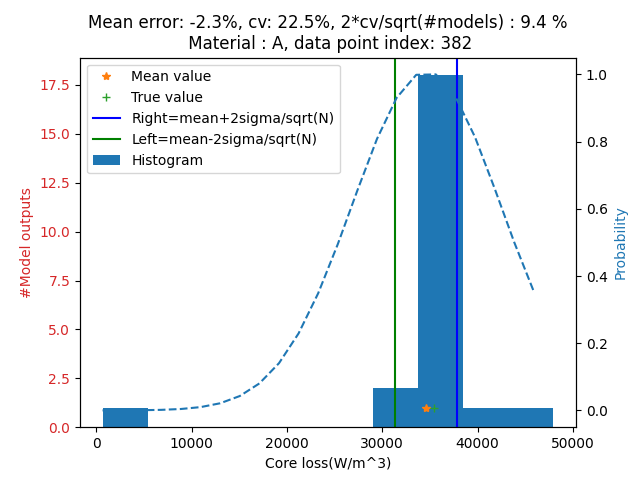 Mean error: -2.3%, cv: 22.5%, 2*cv/sqrt(#models) : 9.4 %
Material : A, data point index: 382
Mean value
True value
Right=mean+2sigma/sqrt(N)
Left=mean-2sigma/sqrt(N)
Histogram
#Model outputs
17.5
15.0
12.5
10.0
7.5
5.0
2.5
0.0
1.0
0.8
0.6
0.4
0.2
0.0
Probability
0 10000 20000 30000 40000 50000
Core loss(W/m^3)